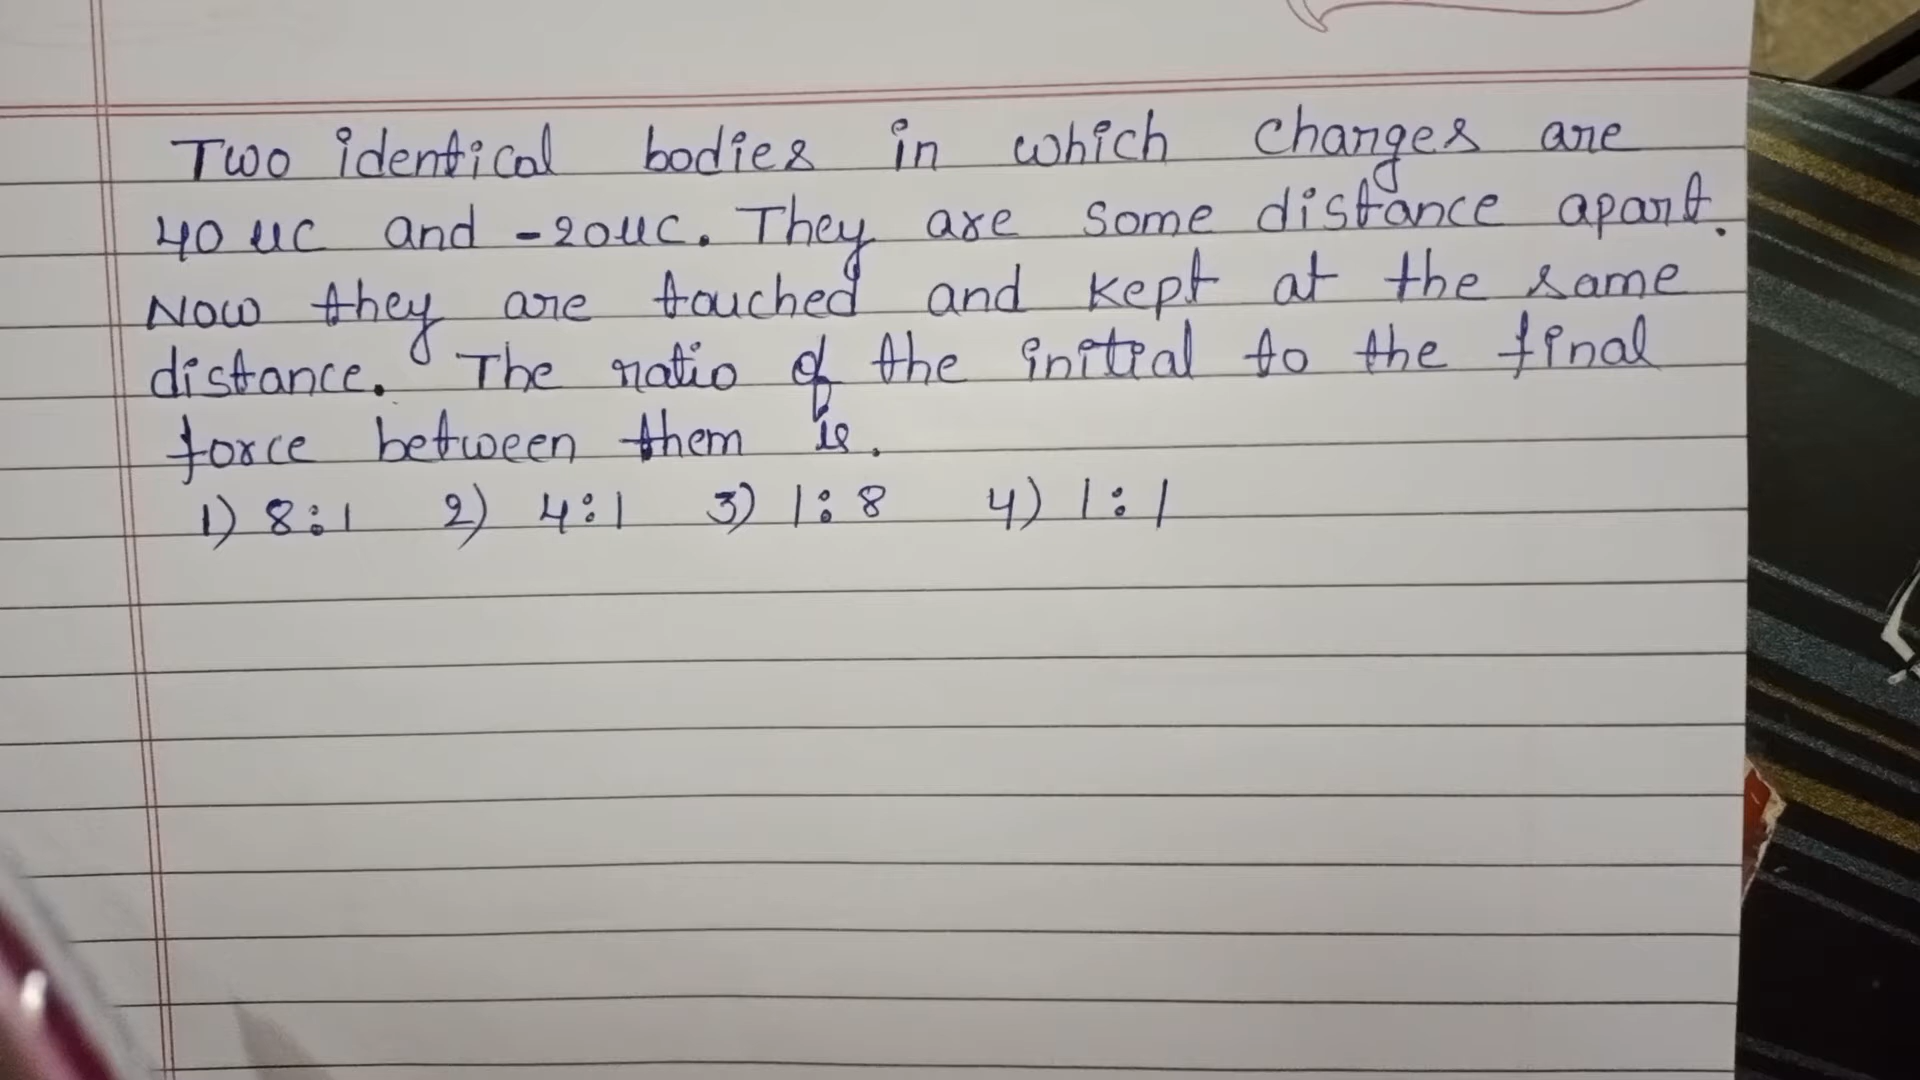 Two identical bodies in which charges are
40 uc and -20uc. They are some distance apart.
Now they are touched and kept at the same
distance. The ratio of the initial to the final
force between them is.
1) 8:1 2) 4:1 3) 1:8 4) 1:1